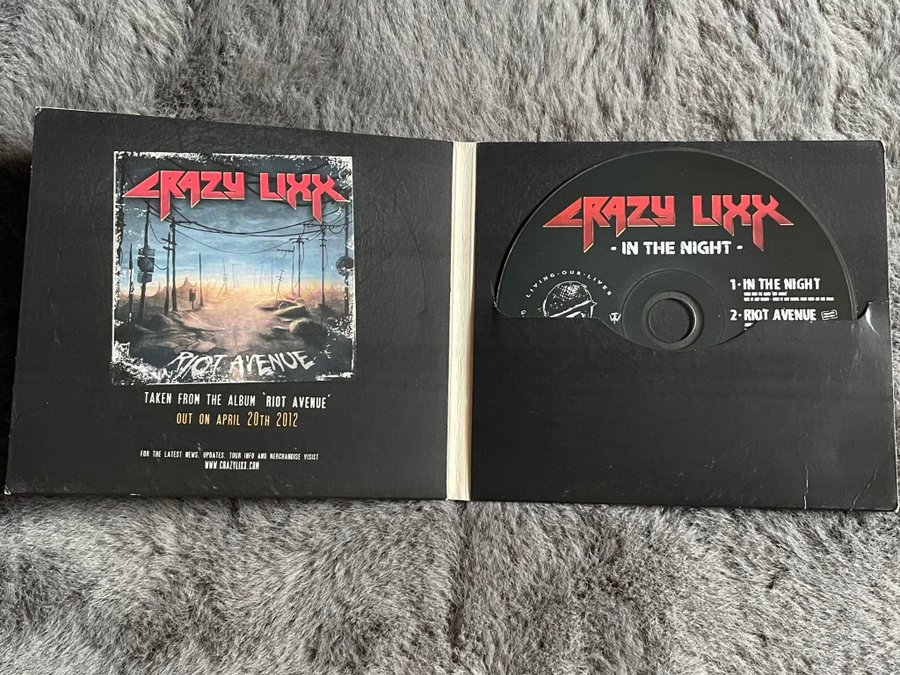 CRAZY LIXX
RIOT AVENUE
TAKEN FROM THE ALBUM 'RIOT AVENUE'
OUT ON APRIL 20TH 2012
FOR THE LATEST NEWS, UPDATES, TOUR INFO AND MERCHANDISE VISIST
WWW.CRAZYLIXX.COM
CRAZY LIXX
- IN THE NIGHT -
LIVING·OUR·LIVES
1· IN THE NIGHT
2· RIOT AVENUE